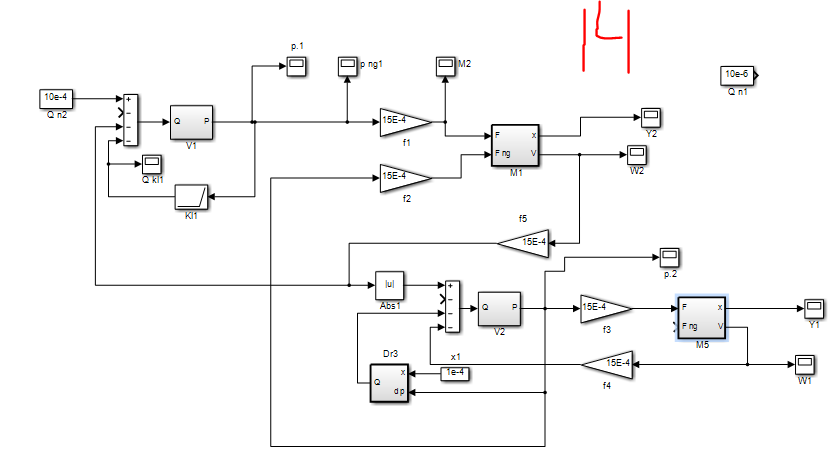 14
p.1
p ng1
M2
10e-4
Q n2
+
−
−
−
Q
P
V1
15E-4
f1
10e-6
Q n1
F
x
F ng
V
M1
Y2
W2
Q kl1
Kl1
15E-4
f2
f5
15E-4
p.2
|u|
Abs1
+
−
−
−
Q
P
V2
15E-4
f3
F
x
F ng
V
M5
Y1
Dr3
x
Q
d p
x1
1e-4
15E-4
f4
W1